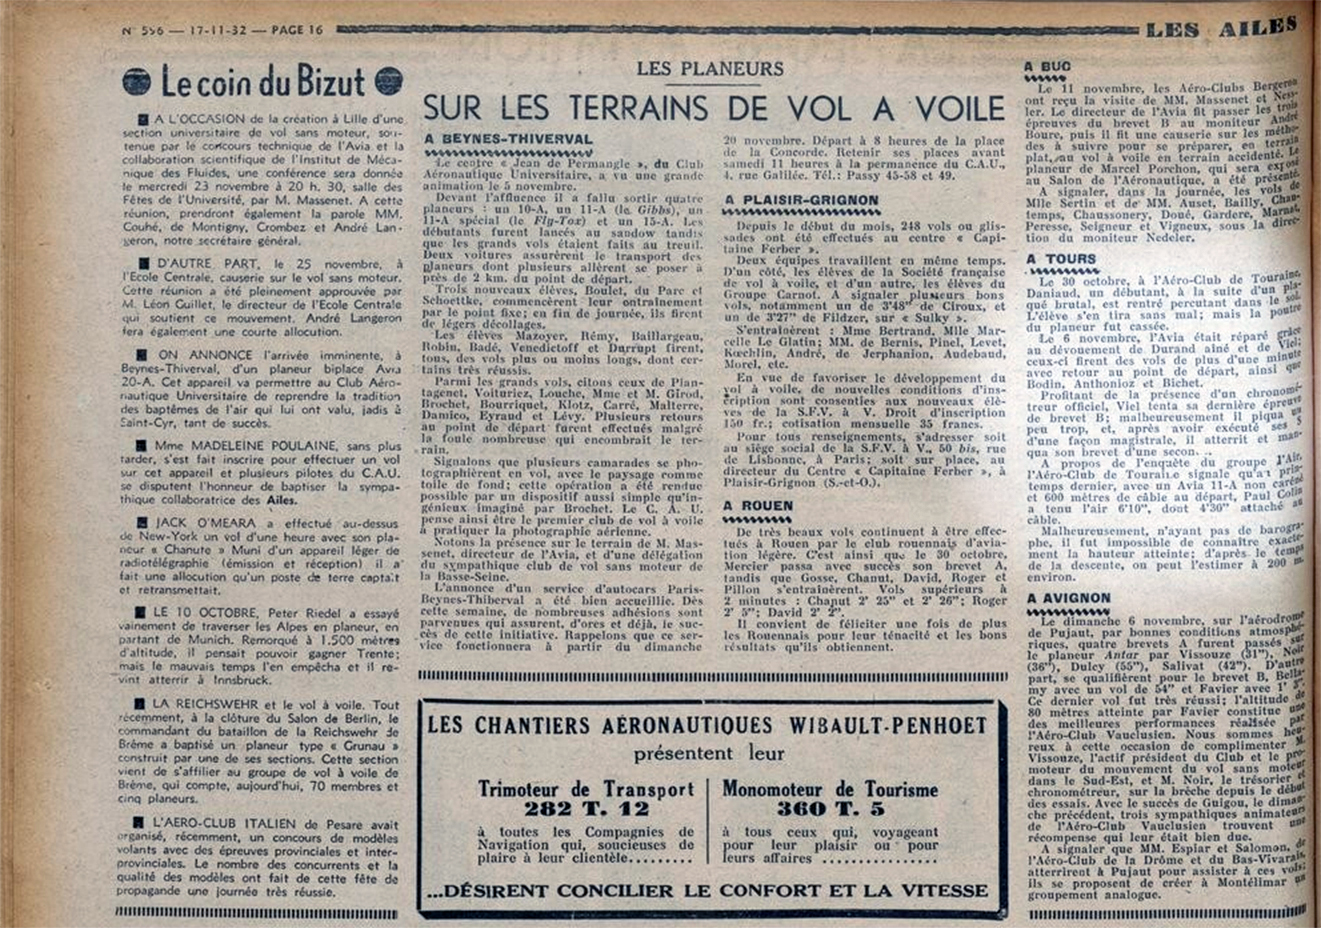 N° 596 — 17-11-32 — PAGE 16
LES AILES
Le coin du Bizut
A L'OCCASION de la création à Lille d'une
section universitaire de vol sans moteur, sou-
tenue par le concours technique de l'Avia et la
collaboration scientifique de l'Institut de Méca-
nique des Fluides, une conférence sera donnée
le mercredi 23 novembre à 20 h. 30, salle des
Fêtes de l'Université, par M. Massenet. A cette
réunion, prendront également la parole MM.
Couhé, de Montigny, Crombez et André Lan-
geron, notre secrétaire général.
D'AUTRE PART, le 25 novembre, à
l'Ecole Centrale, causerie sur le vol sans moteur.
Cette réunion a été pleinement approuvée par
M. Léon Guillet, le directeur de l'Ecole Centrale
qui soutient ce mouvement. André Langeron
fera également une courte allocution.
ON ANNONCE l'arrivée imminente, à
Beynes-Thiverval, d'un planeur biplace Avia
20-A. Cet appareil va permettre au Club Aéro-
nautique Universitaire de reprendre la tradition
des baptêmes de l'air qui lui ont valu, jadis à
Saint-Cyr, tant de succès.
Mme MADELEINE POULAINE, sans plus
tarder, s'est fait inscrire pour effectuer un vol
sur cet appareil et plusieurs pilotes du C.A.U.
se disputent l'honneur de baptiser la sympa-
thique collaboratrice des Ailes.
JACK O'MEARA a effectué au-dessus
de New-York un vol d'une heure avec son pla-
neur « Chanute » Muni d'un appareil léger de
radiotélégraphie (émission et réception) il a
fait une allocution qu'un poste de terre captait
et retransmettait.
LE 10 OCTOBRE, Peter Riedel a essayé
vainement de traverser les Alpes en planeur, en
partant de Munich. Remorqué à 1.500 mètres
d'altitude, il pensait pouvoir gagner Trente;
mais le mauvais temps l'en empêcha et il re-
vint atterrir à Innsbruck.
LA REICHSWEHR et le vol à voile. Tout
récemment, à la clôture du Salon de Berlin, le
commandant du bataillon de la Reichswehr de
Brême a baptisé un planeur type « Grunau »
construit par une de ses sections. Cette section
vient de s'affilier au groupe de vol à voile de
Brême, qui compte, aujourd'hui, 70 membres et
cinq planeurs.
L'AERO-CLUB ITALIEN de Pesare avait
organisé, récemment, un concours de modèles
volants avec des épreuves provinciales et inter-
provinciales. Le nombre des concurrents et la
qualité des modèles ont fait de cette fête de
propagande une journée très réussie.
LES PLANEURS
SUR LES TERRAINS DE VOL A VOILE
A BEYNES-THIVERVAL
Le centre « Jean de Permangle », du Club
Aéronautique Universitaire, a vu une grande
animation le 5 novembre.
Devant l'affluence il a fallu sortir quatre
planeurs : un 10-A, un 11-A (le Gibbs), un
11-A spécial (le Fly-Tox) et un 15-A. Les
débutants furent lancés au sandow tandis
que les grands vols étaient faits au treuil.
Deux voitures assurèrent le transport des
planeurs dont plusieurs allèrent se poser à
près de 2 km. du point de départ.
Trois nouveaux élèves, Boulet, du Parc et
Schoettke, commencèrent leur entraînement
par le point fixe; en fin de journée, ils firent
de légers décollages.
Les élèves Mazoyer, Rémy, Baillargeau,
Robin, Badé, Venedictoff et Durrupt firent,
tous, des vols plus ou moins longs, dont cer-
tains très réussis.
Parmi les grands vols, citons ceux de Plan-
tagenet, Voituriez, Louche, Mme et M. Girod,
Brochet, Bourriquet, Klotz, Carré, Malterre,
Danico, Eyraud et Lévy. Plusieurs retours
au point de départ furent effectués malgré
la foule nombreuse qui encombrait le ter-
rain.
Signalons que plusieurs camarades se pho-
tographièrent en vol, avec le paysage comme
toile de fond; cette opération a été rendue
possible par un dispositif aussi simple qu'in-
génieux imaginé par Brochet. Le C. A. U.
pense ainsi être le premier club de vol à voile
à pratiquer la photographie aérienne.
Notons la présence sur le terrain de M. Mas-
senet, directeur de l'Avia, et d'une délégation
du sympathique club de vol sans moteur de
la Basse-Seine.
L'annonce d'un service d'autocars Paris-
Beynes-Thiberval a été bien accueillie. Dès
cette semaine, de nombreuses adhésions sont
parvenues qui assurent, d'ores et déjà, le suc-
cès de cette initiative. Rappelons que ce ser-
vice fonctionnera à partir du dimanche
20 novembre. Départ à 8 heures de la place
de la Concorde. Retenir ses places avant
samedi 11 heures à la permanence du C.A.U.,
4, rue Galilée. Tél.: Passy 45-58 et 49.
A PLAISIR-GRIGNON
Depuis le début du mois, 248 vols ou glis-
sades ont été effectués au centre « Capi-
taine Ferber ».
Deux équipes travaillent en même temps.
D'un côté, les élèves de la Société française
de vol à voile, et d'un autre, les élèves du
Groupe Carnot. A signaler plusieurs bons
vols, notamment un de 3'48" de Ciroux, et
un de 3'27" de Fildzer, sur « Sulky ».
S'entraînèrent : Mme Bertrand, Mlle Mar-
celle Le Glatin; MM. de Bernis, Pinel, Levet,
Kœchlin, André, de Jerphanion, Audebaud,
Morel, etc.
En vue de favoriser le développement du
vol à voile, de nouvelles conditions d'ins-
cription sont consenties aux nouveaux élè-
ves de la S.F.V. à V. Droit d'inscription
150 fr.; cotisation mensuelle 35 francs.
Pour tous renseignements, s'adresser soit
au siège social de la S.F.V. à V., 50 bis, rue
de Lisbonne, à Paris; soit sur place, au
directeur du Centre « Capitaine Ferber », à
Plaisir-Grignon (S.-et-O.).
A ROUEN
De très beaux vols continuent à être effec-
tués à Rouen par le club rouennais d'avia-
tion légère. C'est ainsi que le 30 octobre,
Mercier passa avec succès son brevet A,
tandis que Gosse, Chanut, David, Roger et
Pillon s'entraînèrent. Vols supérieurs à
2 minutes : Chanut 2' 25" et 2' 26"; Roger
2' 5"; David 2' 2".
Il convient de féliciter une fois de plus
les Rouennais pour leur ténacité et les bons
résultats qu'ils obtiennent.
LES CHANTIERS AÉRONAUTIQUES WIBAULT-PENHOET
présentent leur
Trimoteur de Transport
282 T. 12
à toutes les Compagnies de
Navigation qui, soucieuses de
plaire à leur clientèle.........
Monomoteur de Tourisme
360 T. 5
à tous ceux qui, voyageant
pour leur plaisir ou pour
leurs affaires ................
...DÉSIRENT CONCILIER LE CONFORT ET LA VITESSE
A BUC
Le 11 novembre, les Aéro-Clubs Bergeron
ont reçu la visite de MM. Massenet et Ness-
ler. Le directeur de l'Avia fit passer les trois
épreuves du brevet B au moniteur André
Boure, puis il fit une causerie sur les métho-
des à suivre pour se préparer, en terrain
plat, au vol à voile en terrain accidenté. Le
planeur de Marcel Porchon, qui sera exposé
au Salon de l'Aéronautique, a été présenté.
A signaler, dans la journée, les vols de
Mlle Sertin et de MM. Auset, Bailly, Chau-
temps, Chaussonery, Doué, Gardere, Marnat,
Peresse, Seigneur et Vigneux, sous la direc-
tion du moniteur Nedeler.
A TOURS
Le 30 octobre, à l'Aéro-Club de Touraine,
Daniaud, un débutant, à la suite d'un pla-
qué brutal, est rentré percutant dans le sol.
L'élève s'en tira sans mal; mais la poutre
du planeur fut cassée.
Le 6 novembre, l'Avia était réparé grâce
au dévouement de Durand aîné et de Viel;
ceux-ci firent des vols de plus d'une minute
avec retour au point de départ, ainsi que
Bodin, Anthonioz et Bichet.
Profitant de la présence d'un chronomé-
treur officiel, Viel tenta sa dernière épreuve
de brevet B; malheureusement il piqua un
peu trop, et, après avoir exécuté ses S
d'une façon magistrale, il atterrit et man-
qua son brevet d'une secon.
A propos de l'enquête du groupe l'Air,
l'Aéro-Club de Touraine signale qu'au prin-
temps dernier, avec un Avia 11-A non caréné
et 600 mètres de câble au départ, Paul Colin
a tenu l'air 6'10", dont 4'30" attaché au
câble.
Malheureusement, n'ayant pas de barogra-
phe, il fut impossible de connaître exacte-
ment la hauteur atteinte; d'après le temps
de la descente, on peut l'estimer à 200 m.
environ.
A AVIGNON
Le dimanche 6 novembre, sur l'aérodrome
de Pujaut, par bonnes conditions atmosphé-
riques, quatre brevets A furent passés sur
le planeur Antar par Vissouze (31"), Noir
(36"), Dulcy (55"), Salivat (42"). D'autre
part, se qualifièrent pour le brevet B, Bella-
my avec un vol de 54" et Favier avec 1' 3".
Ce dernier vol fut très réussi; l'altitude de
80 mètres atteinte par Favier constitue une
des meilleures performances réalisée par
l'Aéro-Club Vauclusien. Nous sommes heu-
reux à cette occasion de complimenter M.
Vissouze, l'actif président du Club et le pro-
moteur du mouvement du vol sans moteur
dans le Sud-Est, et M. Noir, le trésorier et
chronométreur, sur la brèche depuis le début
des essais. Avec le succès de Guigou, le diman-
che précédent, trois sympathiques animateurs
de l'Aéro-Club Vauclusien trouvent une
récompense qui leur était bien due.
A signaler que MM. Espiar et Salomon, de
l'Aéro-Club de la Drôme et du Bas-Vivarais,
atterrirent à Pujaut pour assister à ces vols;
ils se proposent de créer à Montélimar un
groupement analogue.